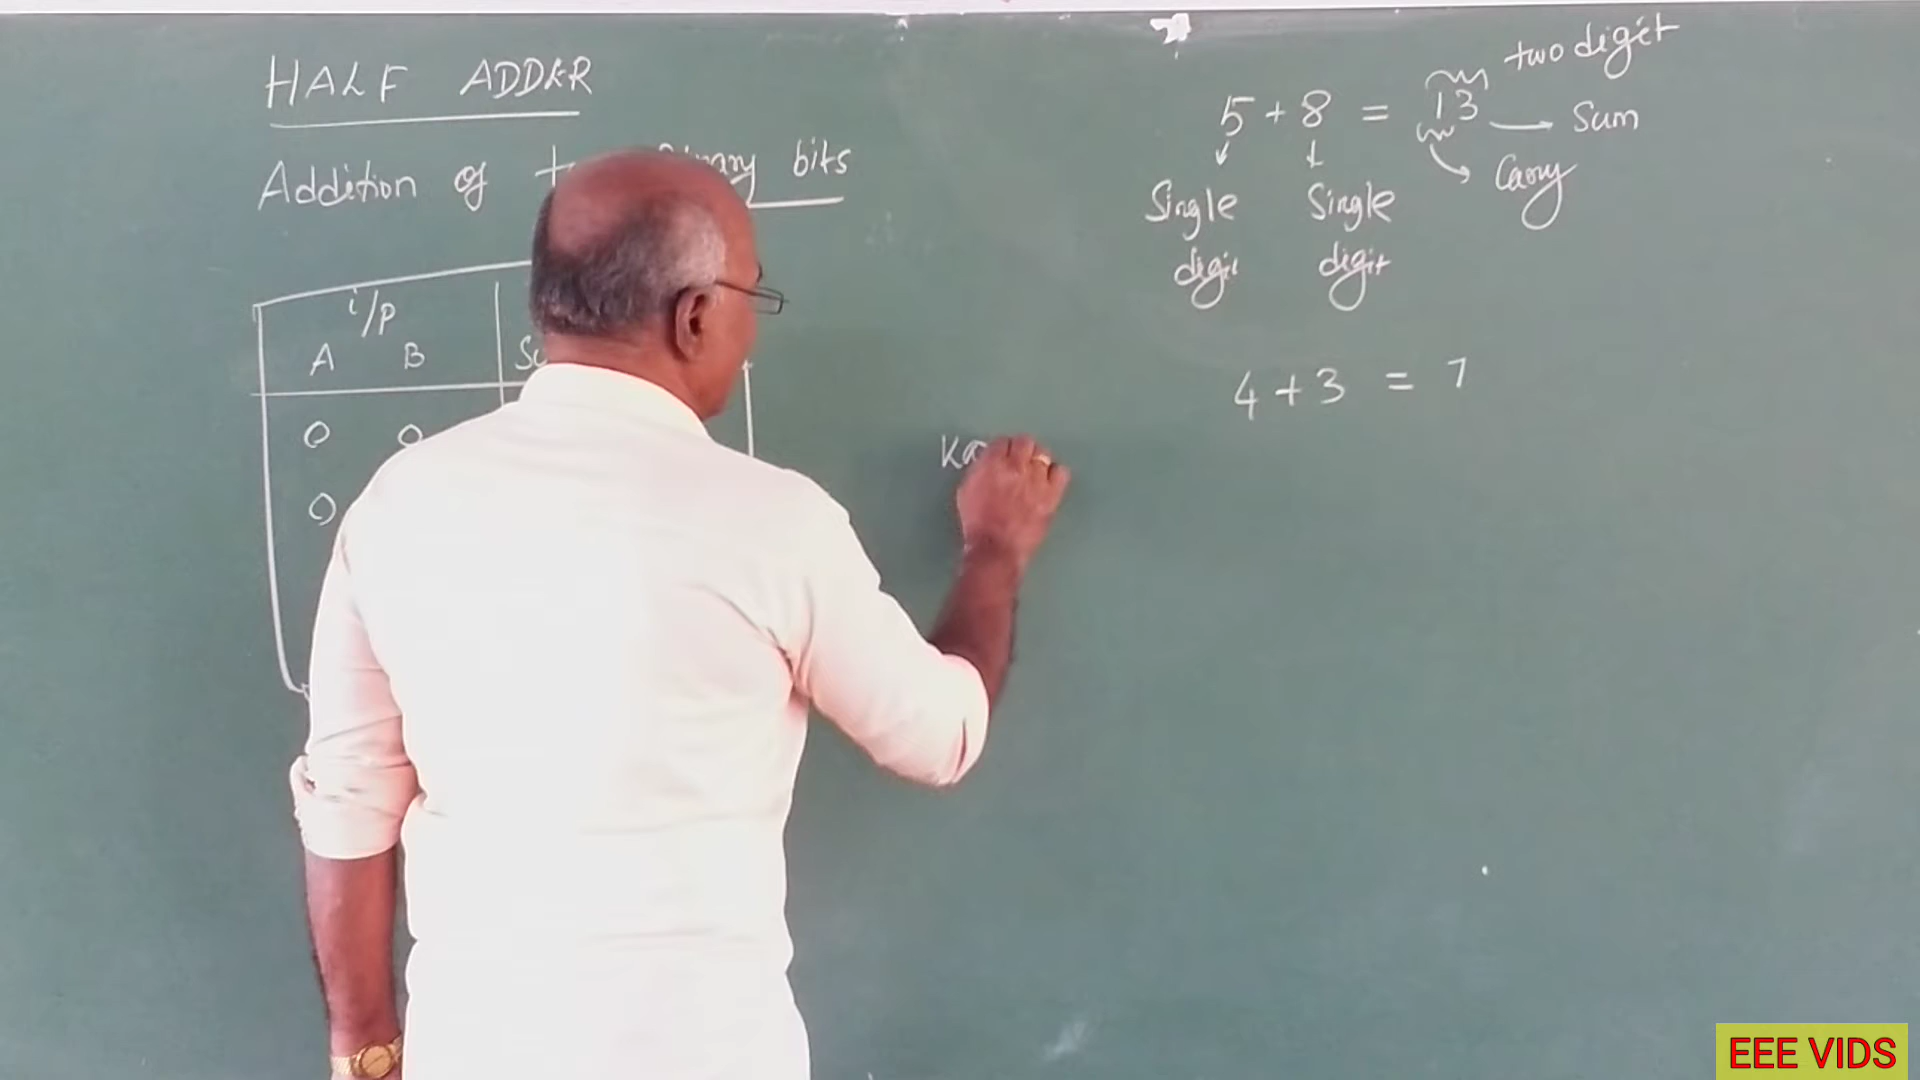 HALF ADDER
Addition of bits
i/p
A B
0 0
0
two digit
5 + 8 = 13 Sum
Carry
Single Single
digit digit
4 + 3 = 7
EEE VIDS